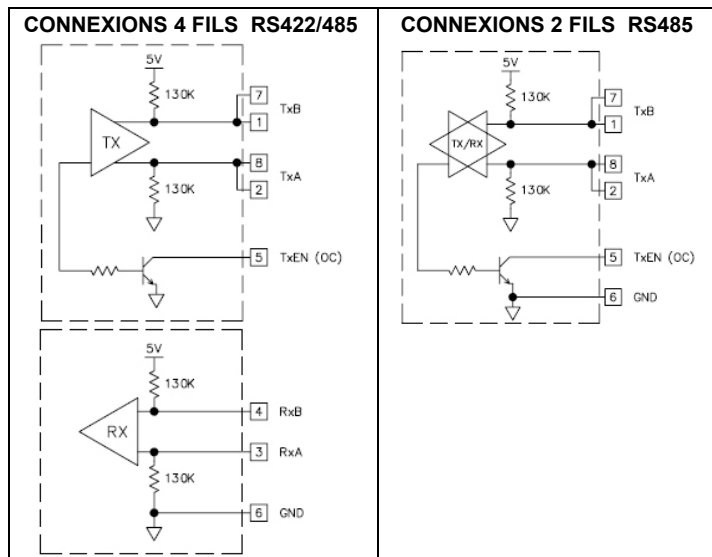 CONNEXIONS 4 FILS RS422/485
5V
130K
7
TxB
1
TX
8
TxA
2
130K
5
TxEN (OC)
5V
130K
4
RxB
RX
3
RxA
130K
6
GND
CONNEXIONS 2 FILS RS485
5V
130K
7
TxB
1
TX/RX
8
TxA
2
130K
5
TxEN (OC)
6
GND